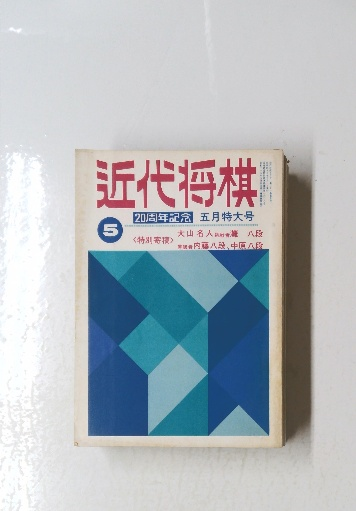 近代将棋
20周年記念 五月特大号
5
〈特別寄稿〉
大山名人 八段
内藤八段、中原八段